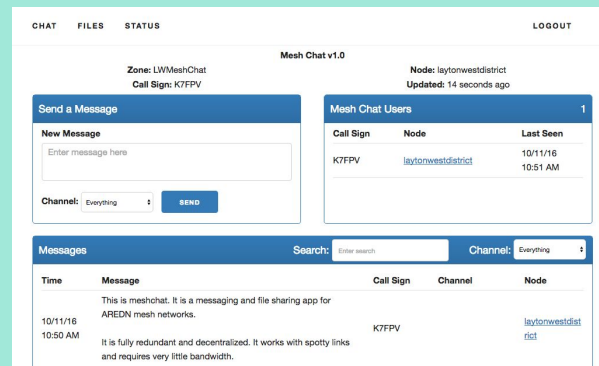 CHAT FILES STATUS LOGOUT
Mesh Chat v1.0
Zone: LWMeshChat
Call Sign: K7FPV
Node: laytonwestdistrict
Updated: 14 seconds ago
Send a Message
New Message
Enter message here
Channel: Everything SEND
Mesh Chat Users 1
Call Sign Node Last Seen
K7FPV laytonwestdistrict 10/11/16
10:51 AM
Messages Search: Enter search Channel: Everything
Time Message Call Sign Channel Node
10/11/16
10:50 AM
This is meshchat. It is a messaging and file sharing app for
AREDN mesh networks.
It is fully redundant and decentralized. It works with spotty links
and requires very little bandwidth.
K7FPV
laytonwestdist
rict